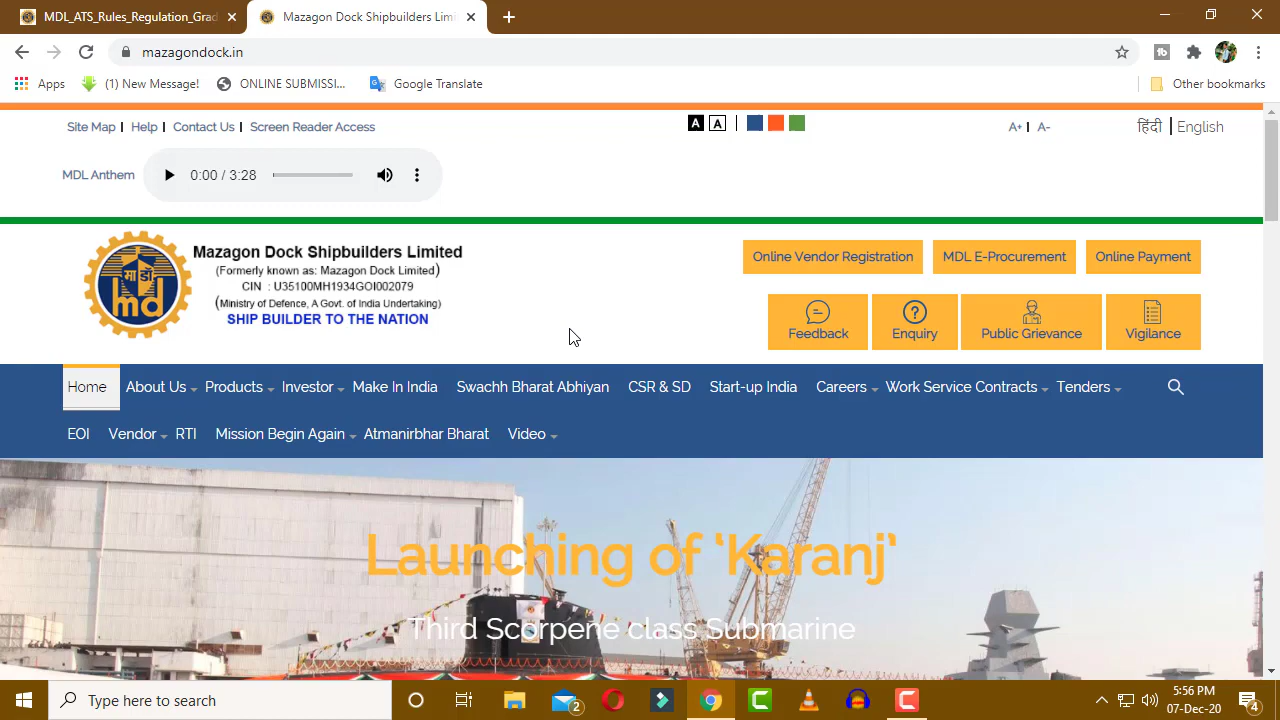 MDL_ATS_Rules_Regulation_Grad
Mazagon Dock Shipbuilders Limi
mazagondock.in
Apps
(1) New Message!
ONLINE SUBMISSI...
Google Translate
Other bookmarks
Site Map
Help
Contact Us
Screen Reader Access
A
A
A+
A-
हिंदी
English
MDL Anthem
0:00 / 3:28
Mazagon Dock Shipbuilders Limited
(Formerly known as: Mazagon Dock Limited)
CIN : U35100MH1934GOI002079
(Ministry of Defence, A Govt. of India Undertaking)
SHIP BUILDER TO THE NATION
मा डॉ
md
Online Vendor Registration
MDL E-Procurement
Online Payment
Feedback
Enquiry
Public Grievance
Vigilance
Home
About Us
Products
Investor
Make In India
Swachh Bharat Abhiyan
CSR & SD
Start-up India
Careers
Work Service Contracts
Tenders
EOI
Vendor
RTI
Mission Begin Again
Atmanirbhar Bharat
Video
Launching of ‘Karanj’
Third Scorpene class Submarine
Type here to search
2
5:56 PM
07-Dec-20
4